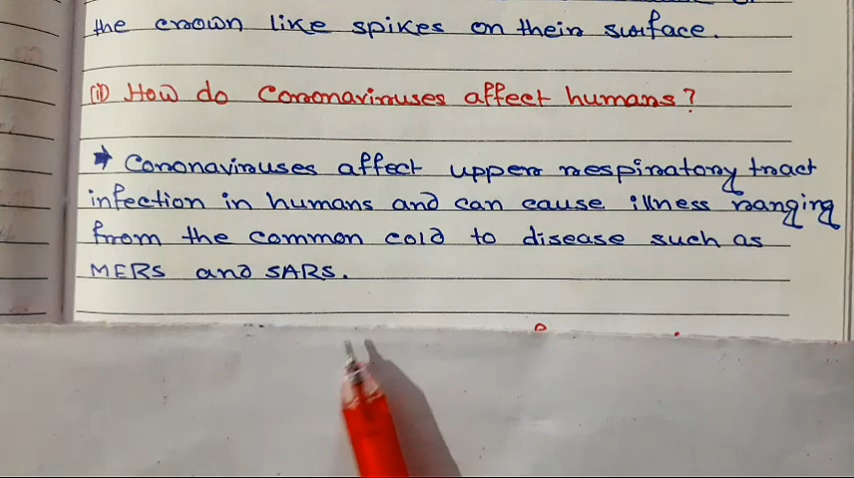 the crown like spikes on their surface.
(ii) How do Coronaviruses affect humans?
→ Coronaviruses affect upper respiratory tract
infection in humans and can cause illness ranging
from the common cold to disease such as
MERS and SARS.